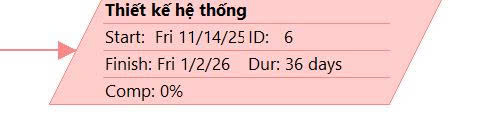 Thiết kế hệ thống
Start: Fri 11/14/25 ID: 6
Finish: Fri 1/2/26 Dur: 36 days
Comp: 0%